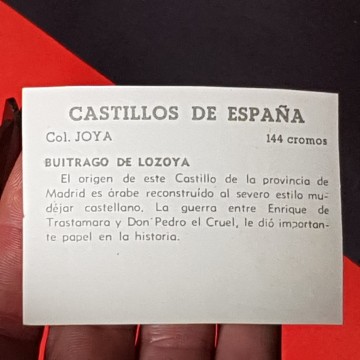 CASTILLOS DE ESPAÑA
Col. JOYA 144 cromos
BUITRAGO DE LOZOYA
El origen de este Castillo de la provincia de
Madrid es árabe reconstruído al severo estilo mu-
déjar castellano. La guerra entre Enrique de
Trastamara y Don Pedro el Cruel, le dió importan-
te papel en la historia.